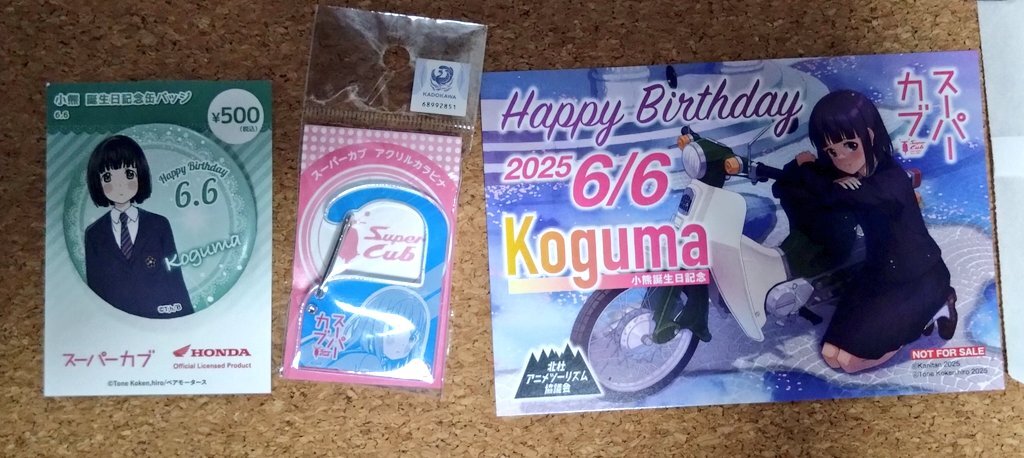 小熊 誕生日記念缶バッジ
6.6
¥500
(税込)
Happy Birthday
6.6
Koguma
スーパーカブ
HONDA
Official Licensed Product
©Tone Koken,hiro/ベアモータース
KADOKAWA
68992851
スーパーカブ アクリルカラビナ
Super
Cub
スーパー
カブ
Happy Birthday
2025 6/6
Koguma
小熊誕生日記念
スーパー
カブ
北杜
アニメツーリズム
協議会
NOT FOR SALE
©Kanitan 2025
©Tone Koken,hiro 2025